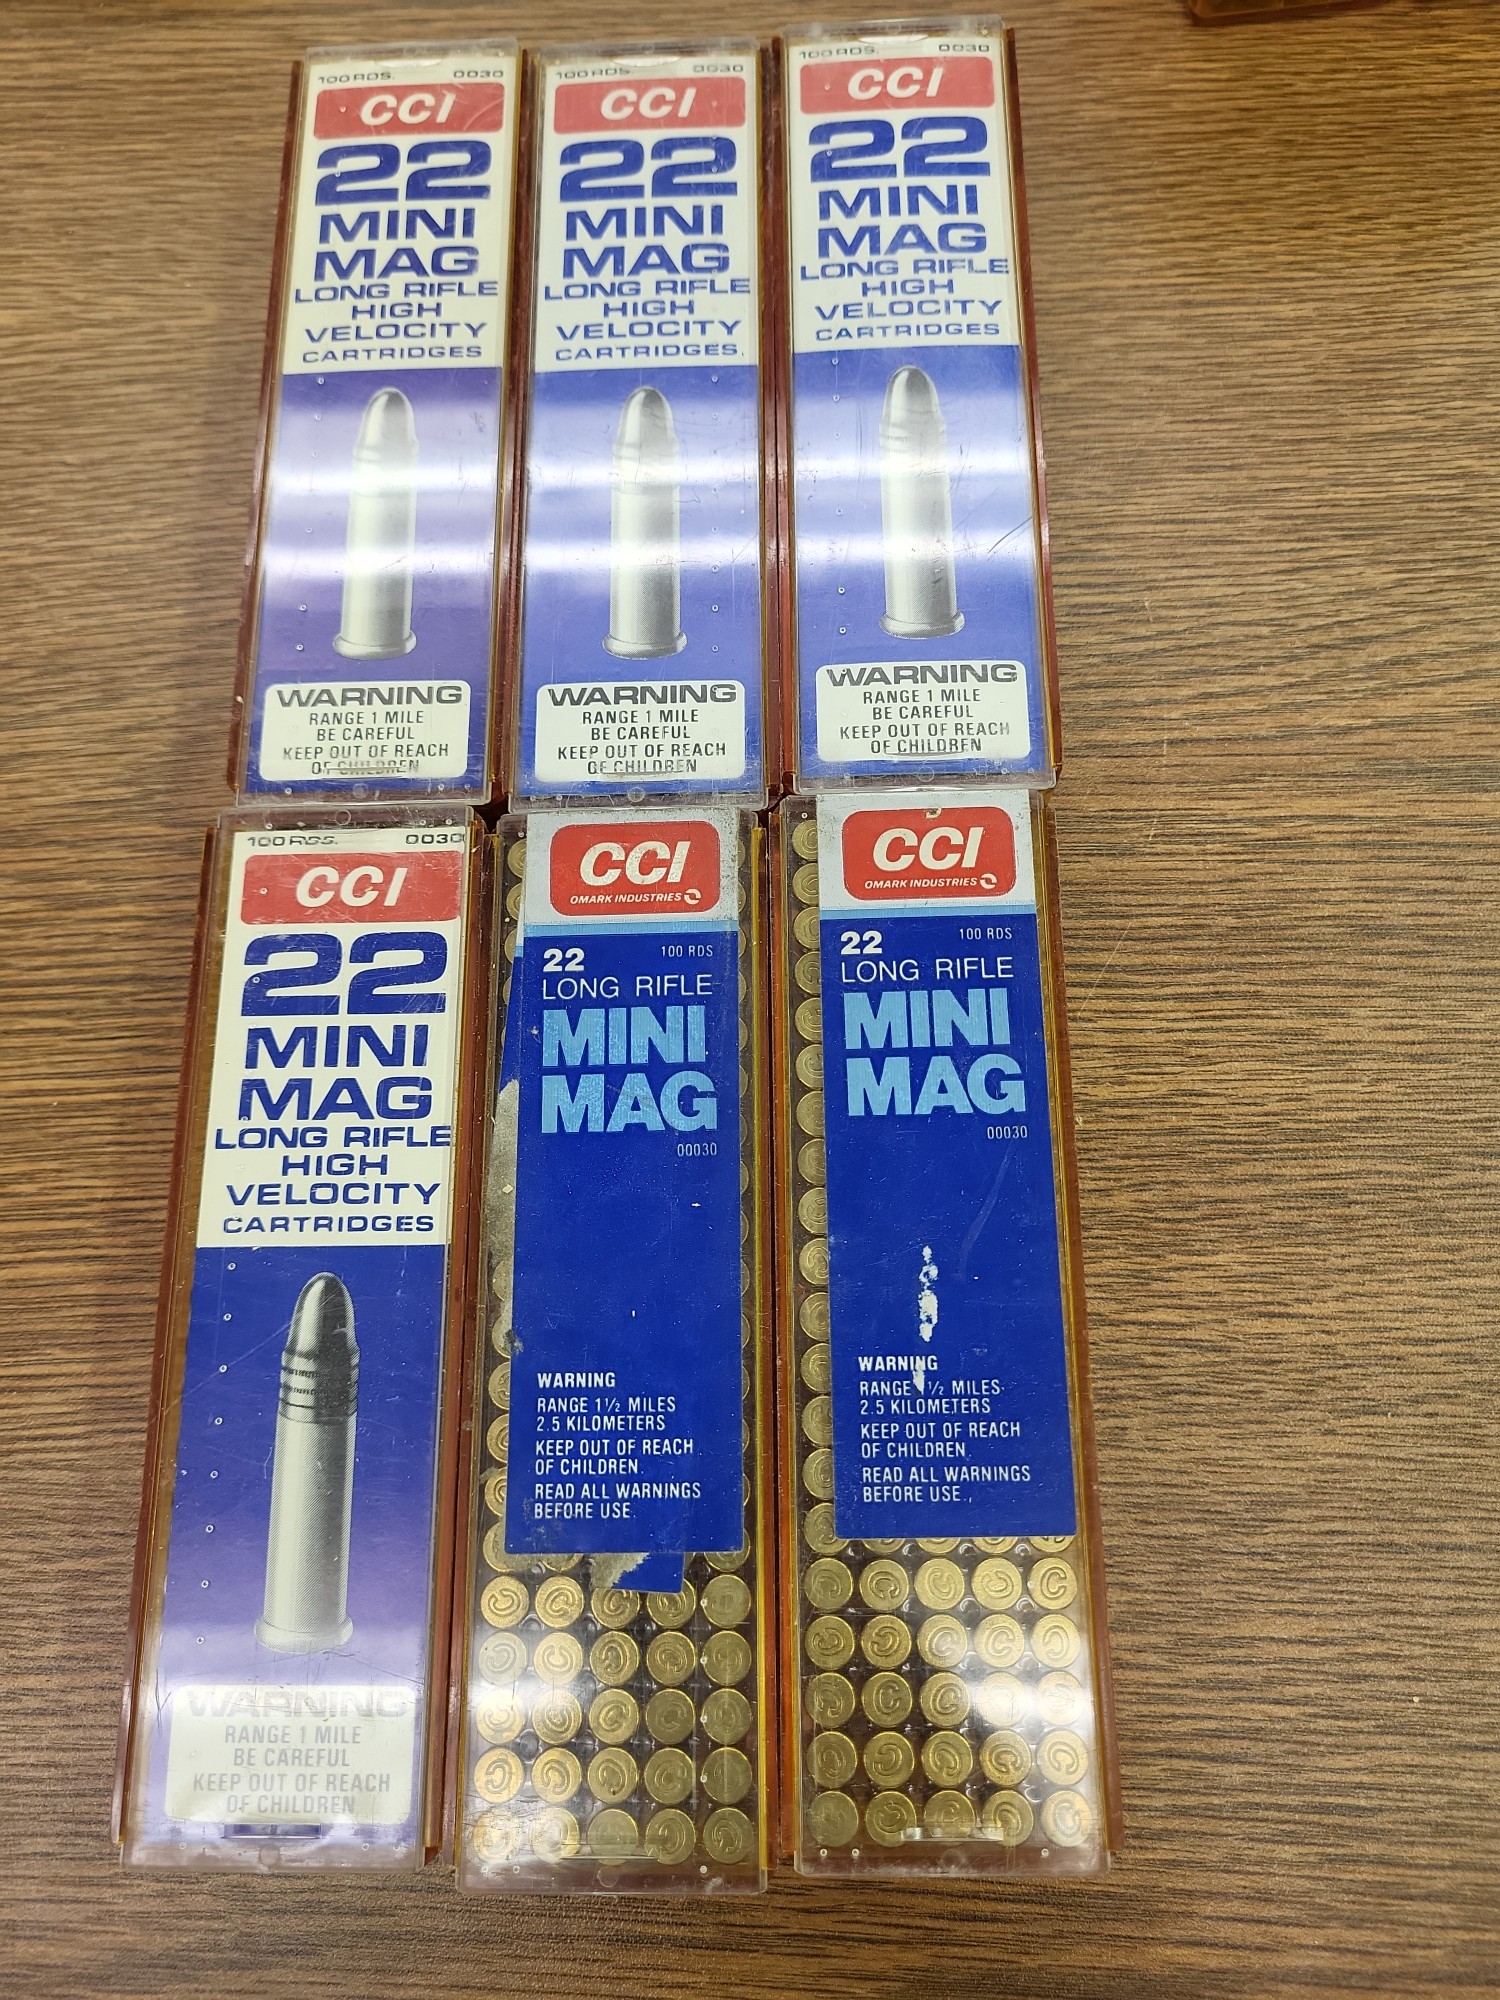 100 RDS. 0030
CCI
22
MINI
MAG
LONG RIFLE
HIGH
VELOCITY
CARTRIDGES
WARNING
RANGE 1 MILE
BE CAREFUL
KEEP OUT OF REACH
OF CHILDREN
100 RDS. 0030
CCI
22
MINI
MAG
LONG RIFLE
HIGH
VELOCITY
CARTRIDGES
WARNING
RANGE 1 MILE
BE CAREFUL
KEEP OUT OF REACH
OF CHILDREN
100 RDS. 0030
CCI
22
MINI
MAG
LONG RIFLE
HIGH
VELOCITY
CARTRIDGES
WARNING
RANGE 1 MILE
BE CAREFUL
KEEP OUT OF REACH
OF CHILDREN
100 RDS. 0030
CCI
22
MINI
MAG
LONG RIFLE
HIGH
VELOCITY
CARTRIDGES
WARNING
RANGE 1 MILE
BE CAREFUL
KEEP OUT OF REACH
OF CHILDREN
CCI
OMARK INDUSTRIES
22 100 RDS
LONG RIFLE
MINI
MAG
00030
WARNING
RANGE 1½ MILES
2.5 KILOMETERS
KEEP OUT OF REACH
OF CHILDREN.
READ ALL WARNINGS
BEFORE USE.
CCI
OMARK INDUSTRIES
22 100 RDS
LONG RIFLE
MINI
MAG
00030
WARNING
RANGE 1½ MILES
2.5 KILOMETERS
KEEP OUT OF REACH
OF CHILDREN.
READ ALL WARNINGS
BEFORE USE.